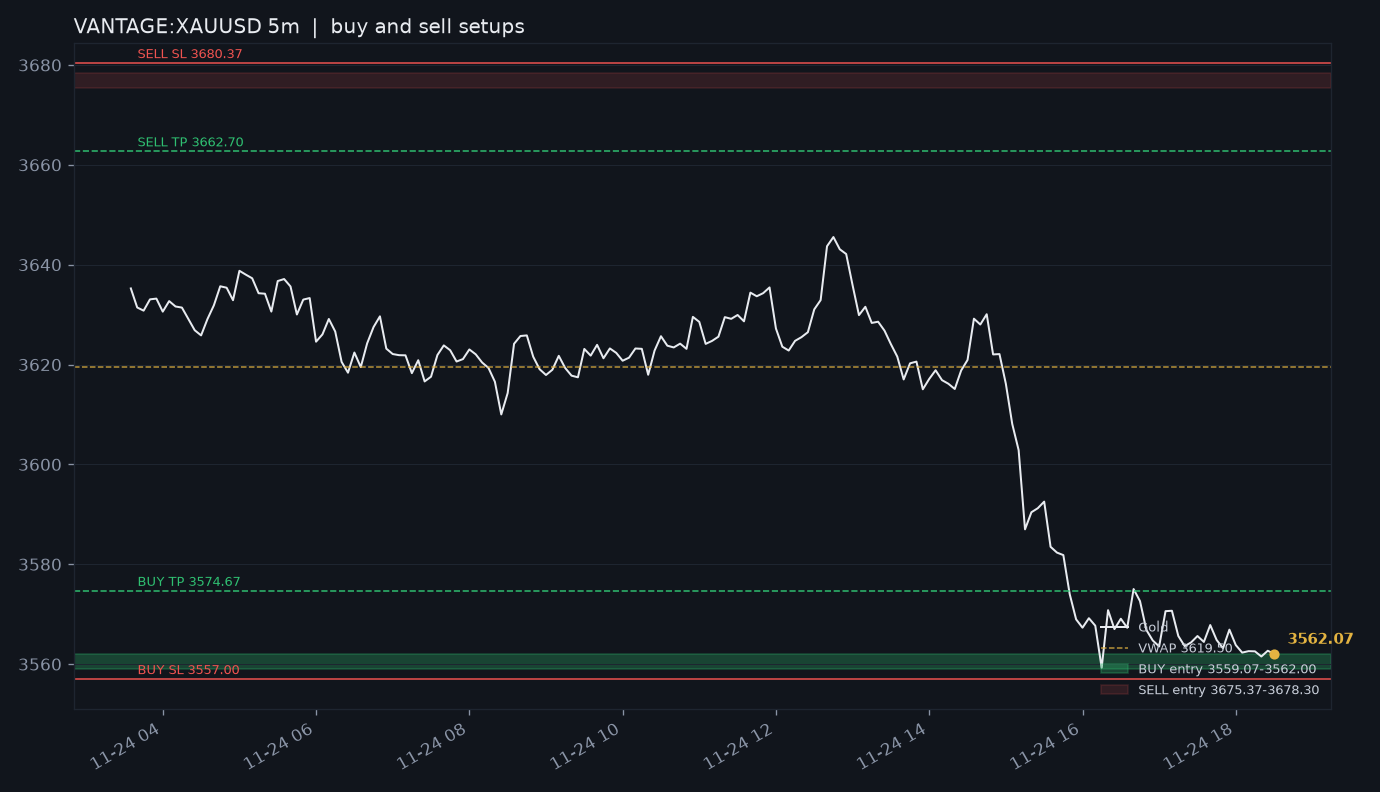 VANTAGE:XAUUSD 5m | buy and sell setups
SELL SL 3680.37
3680
SELL TP 3662.70
3660
3640
3620
3600
3580
BUY TP 3574.67
Gold
3562.07
VWAP 3619.50
3560
BUY SL 3557.00
BUY entry 3559.07-3562.00
SELL entry 3675.37-3678.30
11-24 04
11-24 06
11-24 08
11-24 10
11-24 12
11-24 14
11-24 16
11-24 18